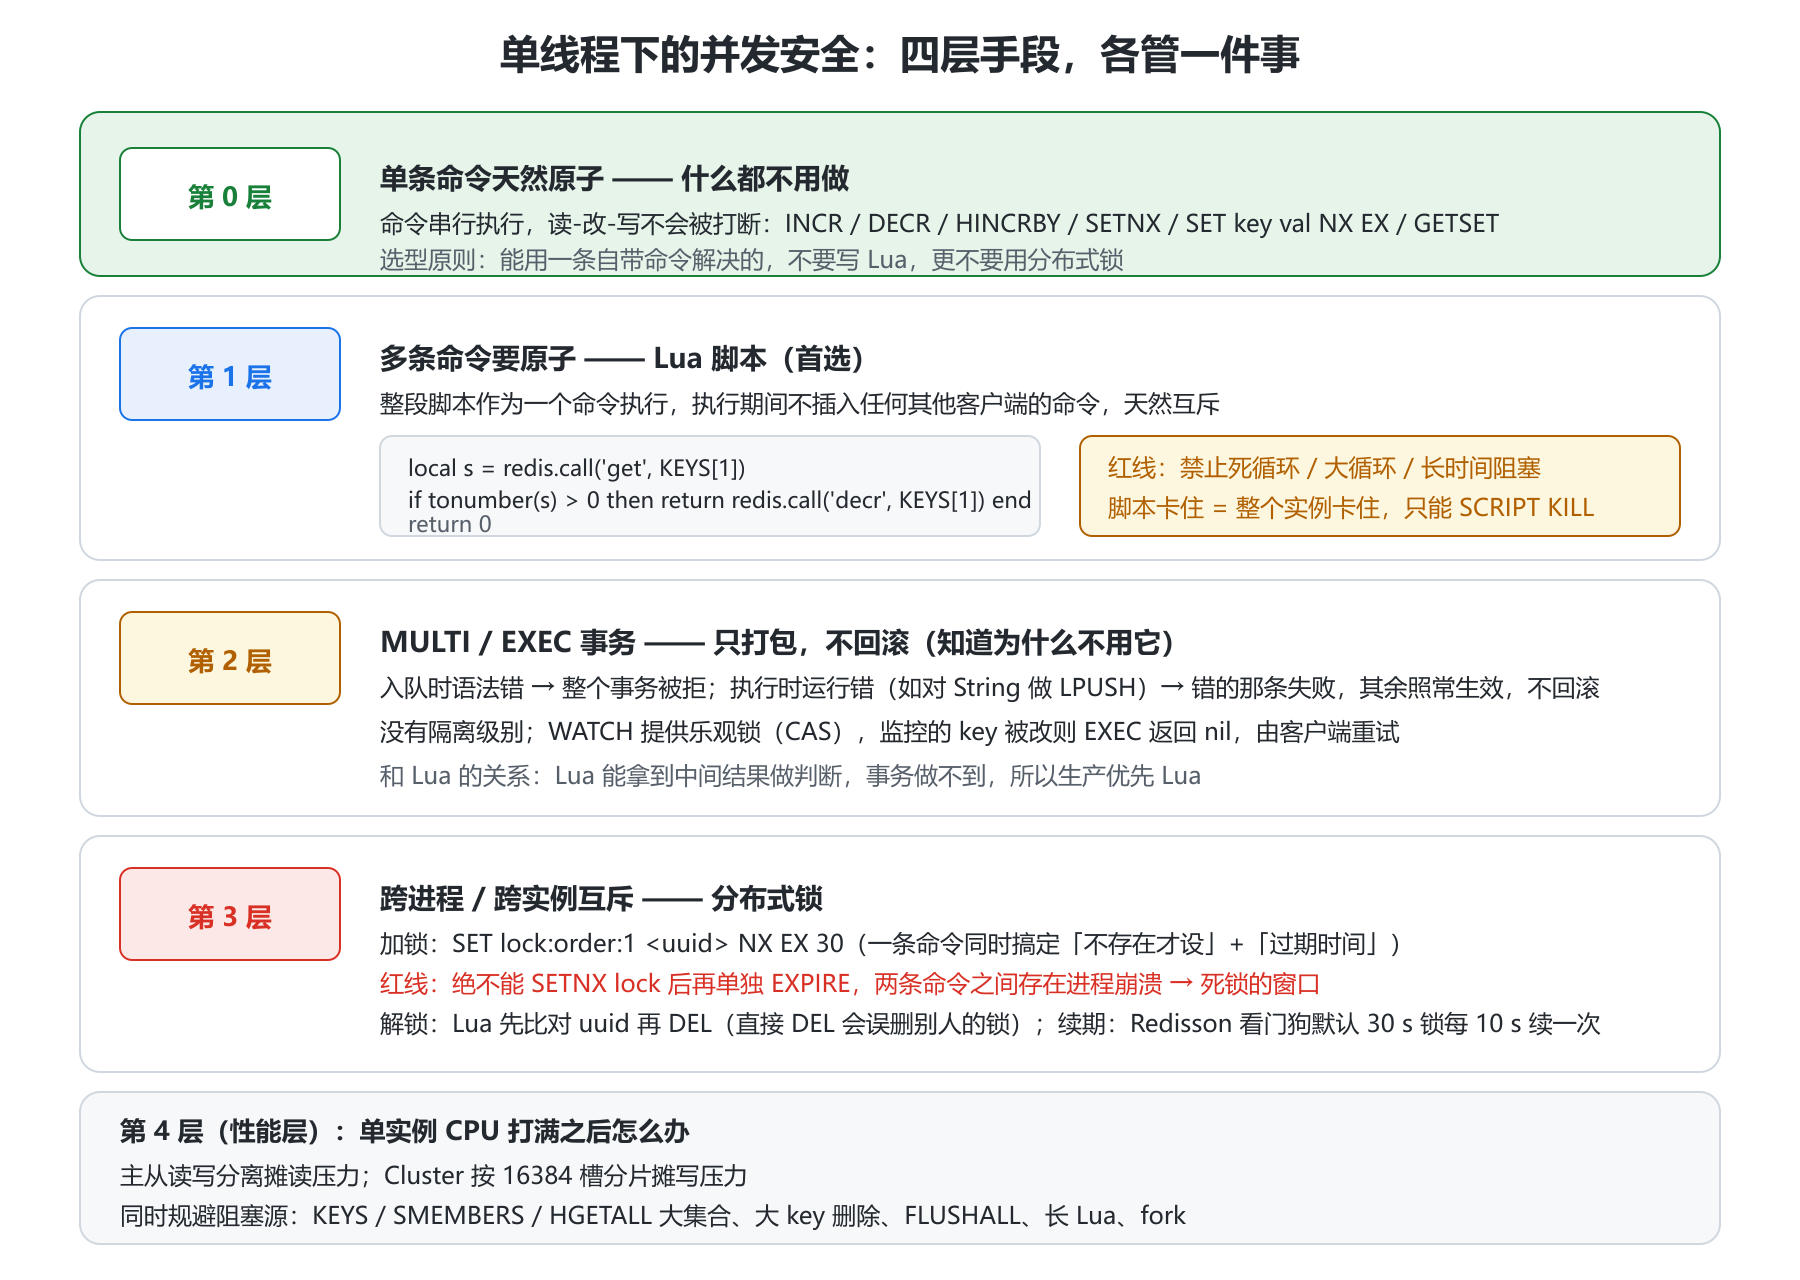 单线程下的并发安全：四层手段，各管一件事
第 0 层
单条命令天然原子 —— 什么都不用做
命令串行执行，读-改-写不会被打断：INCR / DECR / HINCRBY / SETNX / SET key val NX EX / GETSET
选型原则：能用一条自带命令解决的，不要写 Lua，更不要用分布式锁
第 1 层
多条命令要原子 —— Lua 脚本（首选）
整段脚本作为一个命令执行，执行期间不插入任何其他客户端的命令，天然互斥
local s = redis.call('get', KEYS[1])
if tonumber(s) > 0 then return redis.call('decr', KEYS[1]) end
return 0
红线：禁止死循环 / 大循环 / 长时间阻塞
脚本卡住 = 整个实例卡住，只能 SCRIPT KILL
第 2 层
MULTI / EXEC 事务 —— 只打包，不回滚（知道为什么不用它）
入队时语法错 → 整个事务被拒；执行时运行错（如对 String 做 LPUSH）→ 错的那条失败，其余照常生效，不回滚
没有隔离级别；WATCH 提供乐观锁（CAS），监控的 key 被改则 EXEC 返回 nil，由客户端重试
和 Lua 的关系：Lua 能拿到中间结果做判断，事务做不到，所以生产优先 Lua
第 3 层
跨进程 / 跨实例互斥 —— 分布式锁
加锁：SET lock:order:1 <uuid> NX EX 30（一条命令同时搞定「不存在才设」+「过期时间」）
红线：绝不能 SETNX lock 后再单独 EXPIRE，两条命令之间存在进程崩溃 → 死锁的窗口
解锁：Lua 先比对 uuid 再 DEL（直接 DEL 会误删别人的锁）；续期：Redisson 看门狗默认 30 s 锁每 10 s 续一次
第 4 层（性能层）：单实例 CPU 打满之后怎么办
主从读写分离摊读压力；Cluster 按 16384 槽分片摊写压力
同时规避阻塞源：KEYS / SMEMBERS / HGETALL 大集合、大 key 删除、FLUSHALL、长 Lua、fork